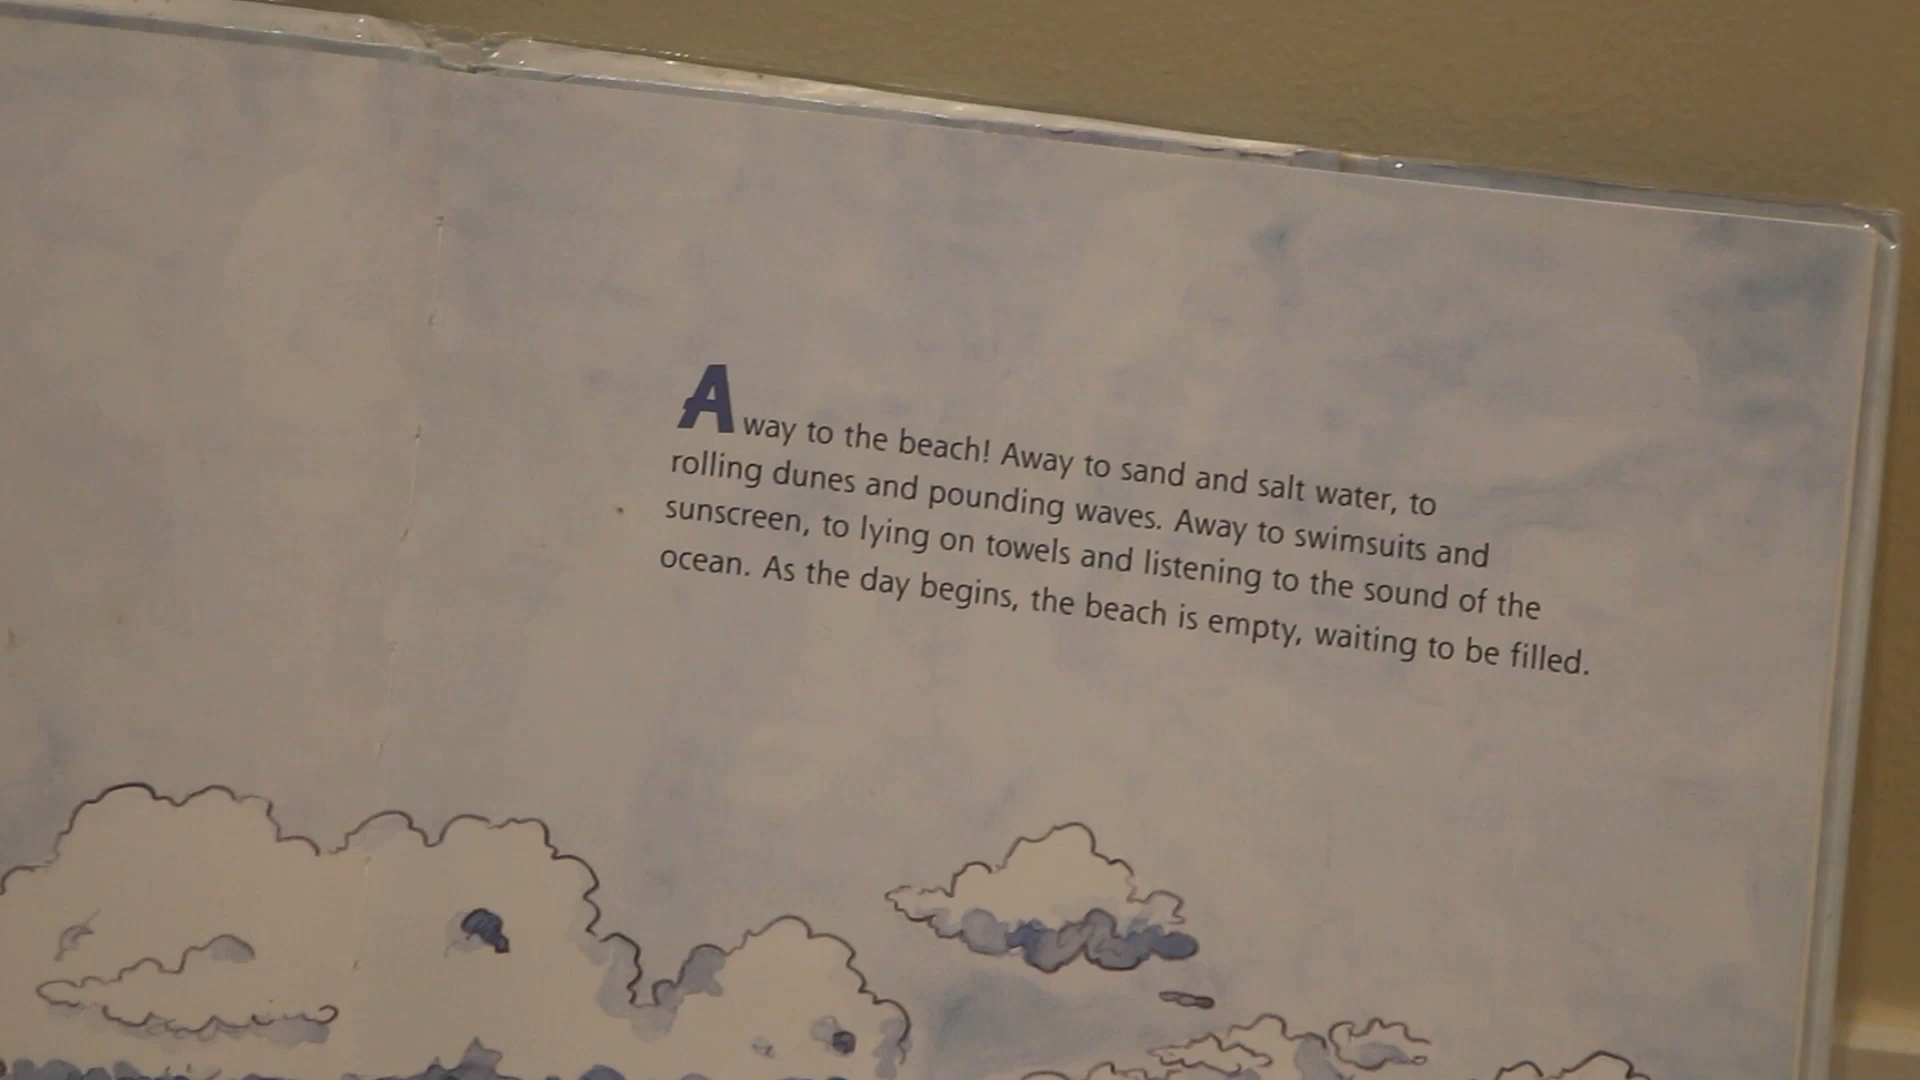 Away to the beach! Away to sand and salt water, to
rolling dunes and pounding waves. Away to swimsuits and
sunscreen, to lying on towels and listening to the sound of the
ocean. As the day begins, the beach is empty, waiting to be filled.